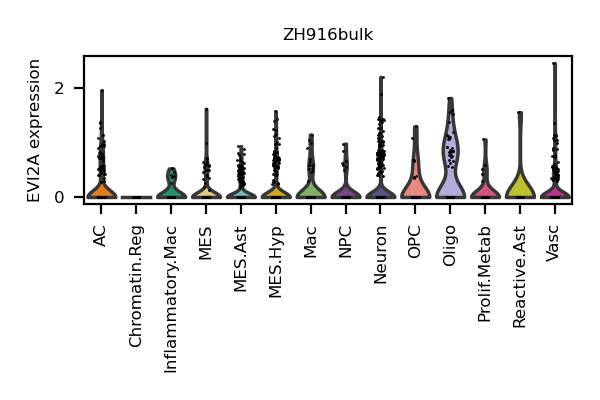 ZH916bulk
EVI2A expression
2
0
AC
Chromatin.Reg
Inflammatory.Mac
MES
MES.Ast
MES.Hyp
Mac
NPC
Neuron
OPC
Oligo
Prolif.Metab
Reactive.Ast
Vasc